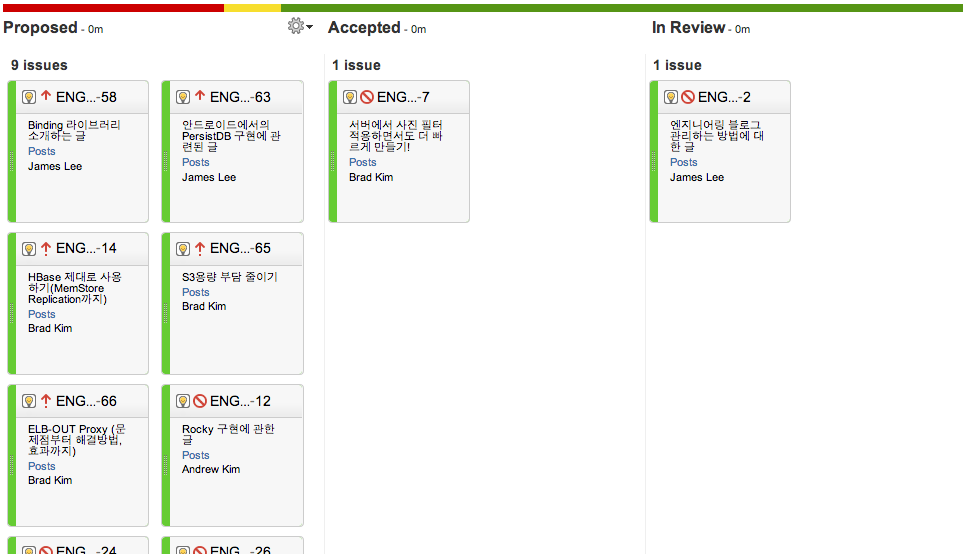 Proposed - 0m
Accepted - 0m
In Review - 0m
9 issues
1 issue
1 issue
ENG...-58
Binding 라이브러리
소개하는 글
Posts
James Lee
ENG...-63
안드로이드에서의
PersistDB 구현에 관
련된 글
Posts
James Lee
ENG...-7
서버에서 사진 필터
적용하면서도 더 빠
르게 만들기!
Posts
Brad Kim
ENG...-2
엔지니어링 블로그
관리하는 방법에 대
한 글
Posts
James Lee
ENG...-14
HBase 제대로 사용
하기(MemStore
Replication까지)
Posts
Brad Kim
ENG...-65
S3용량 부담 줄이기
Posts
Brad Kim
ENG...-66
ELB-OUT Proxy (문
제점부터 해결방법,
효과까지)
Posts
Brad Kim
ENG...-12
Rocky 구현에 관한
글
Posts
Andrew Kim
ENG...-24
ENG...-26